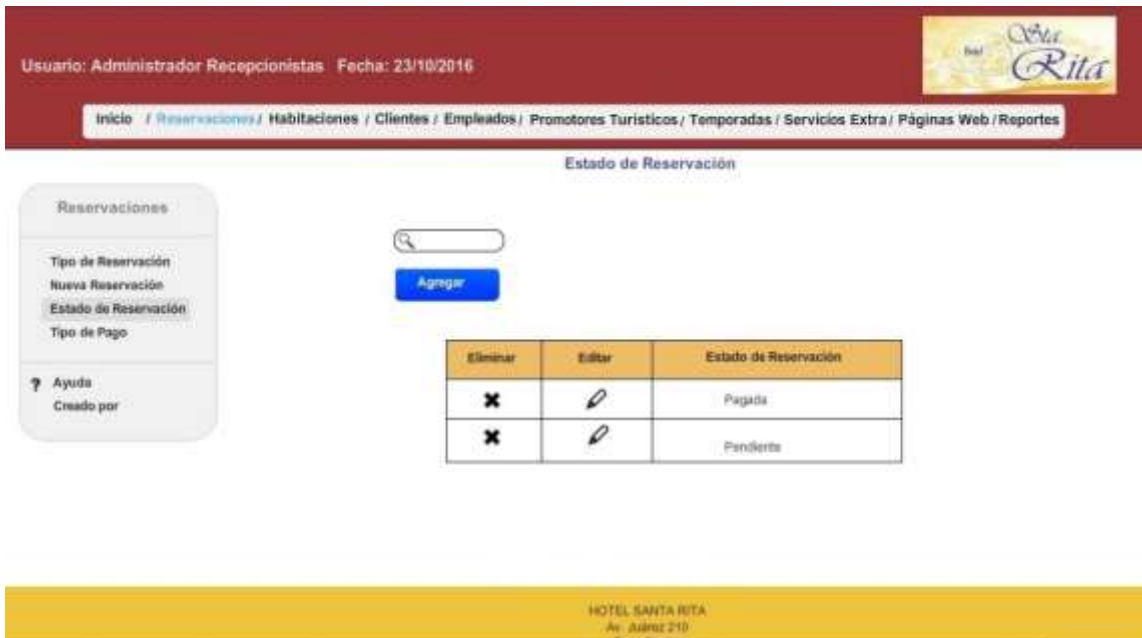 Hotel Sta. Rita
Usuario: Administrador Recepcionistas Fecha: 23/10/2016
Inicio / Reservaciones / Habitaciones / Clientes / Empleados / Promotores Turísticos / Temporadas / Servicios Extra / Páginas Web / Reportes
Estado de Reservación
Reservaciones
Tipo de Reservación
Nueva Reservación
Estado de Reservación
Tipo de Pago
? Ayuda
Creado por
Agregar
Eliminar Editar Estado de Reservación
Pagada
Pendiente
HOTEL SANTA RITA
Av. Juárez 210